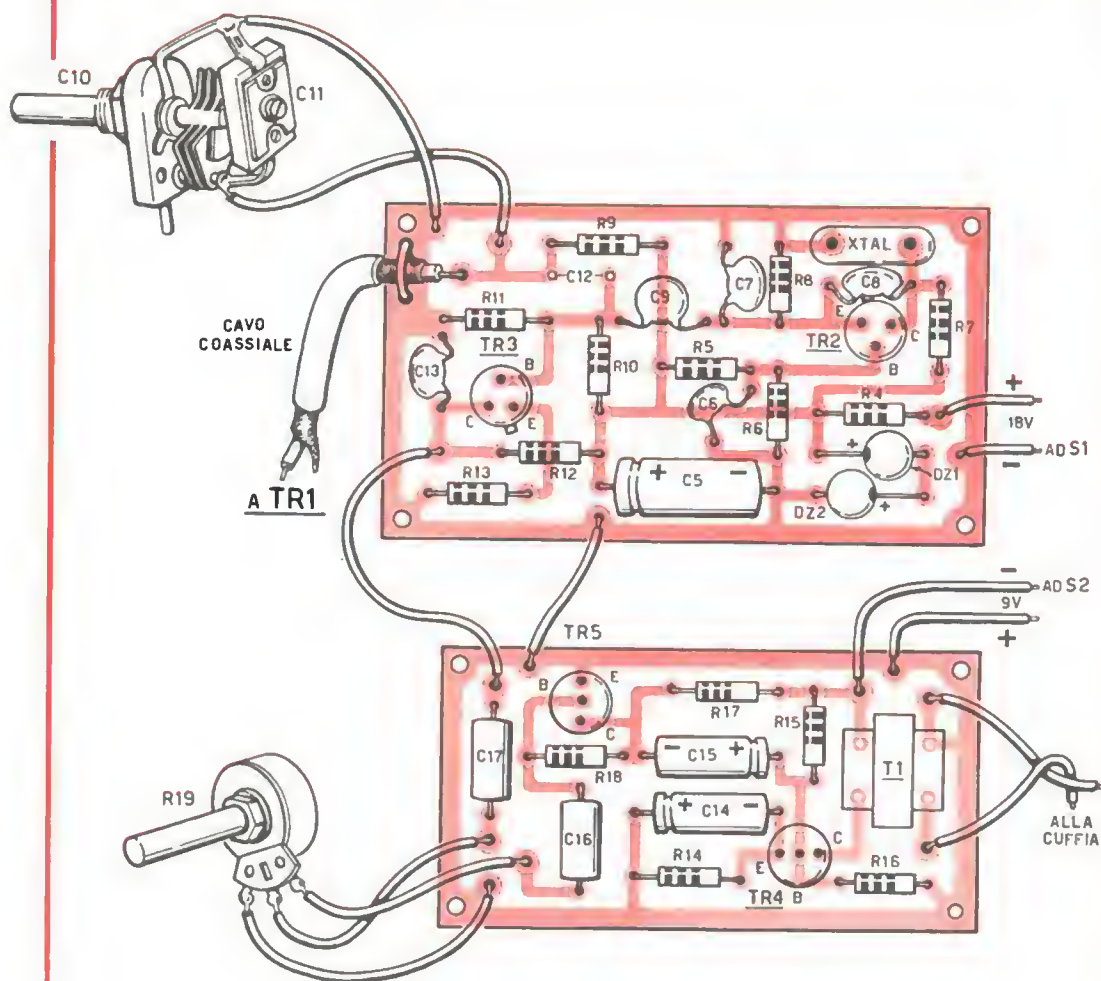 C10
C11
R9
XTAL
C12
C7
R8
C8
C9
E
C
B
TR2
R7
CAVO
COASSIALE
R11
TR3
R10
R5
C13
B
C
E
C6
R6
R4
+
18V
AD S1
-
R12
R13
+ C5 -
+
DZ1
DZ2
+
A TR1
-
AD S2
9V
+
TR5
B
E
C
R17
R15
C17
R18
- C15 +
T1
R19
C16
+ C14 -
ALLA
CUFFIA
R14
E
C
B
TR4
R16